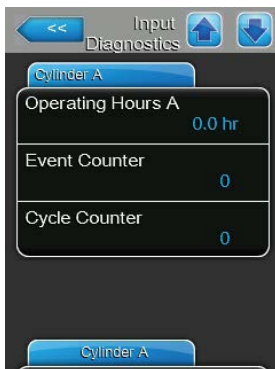 << Input
Diagnostics
Cylinder A
Operating Hours A
0.0 hr
Event Counter
0
Cycle Counter
0
Cylinder A